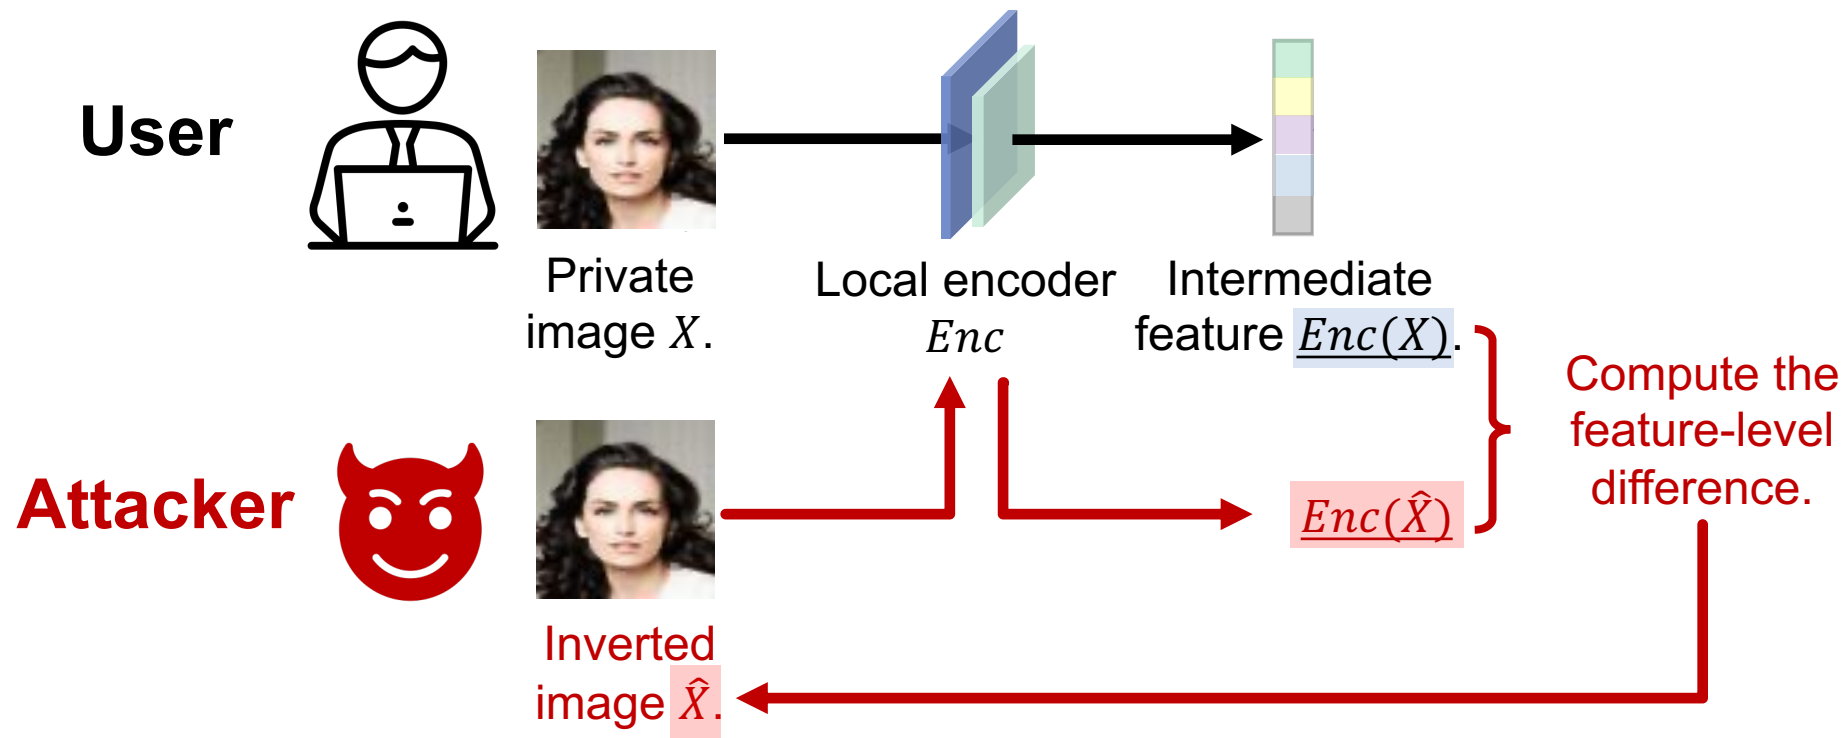 User
Private
image X.
Local encoder
Enc
Intermediate
feature Enc(X).
Compute the
feature-level
difference.
Attacker
Enc(X̂)
Inverted
image X̂.